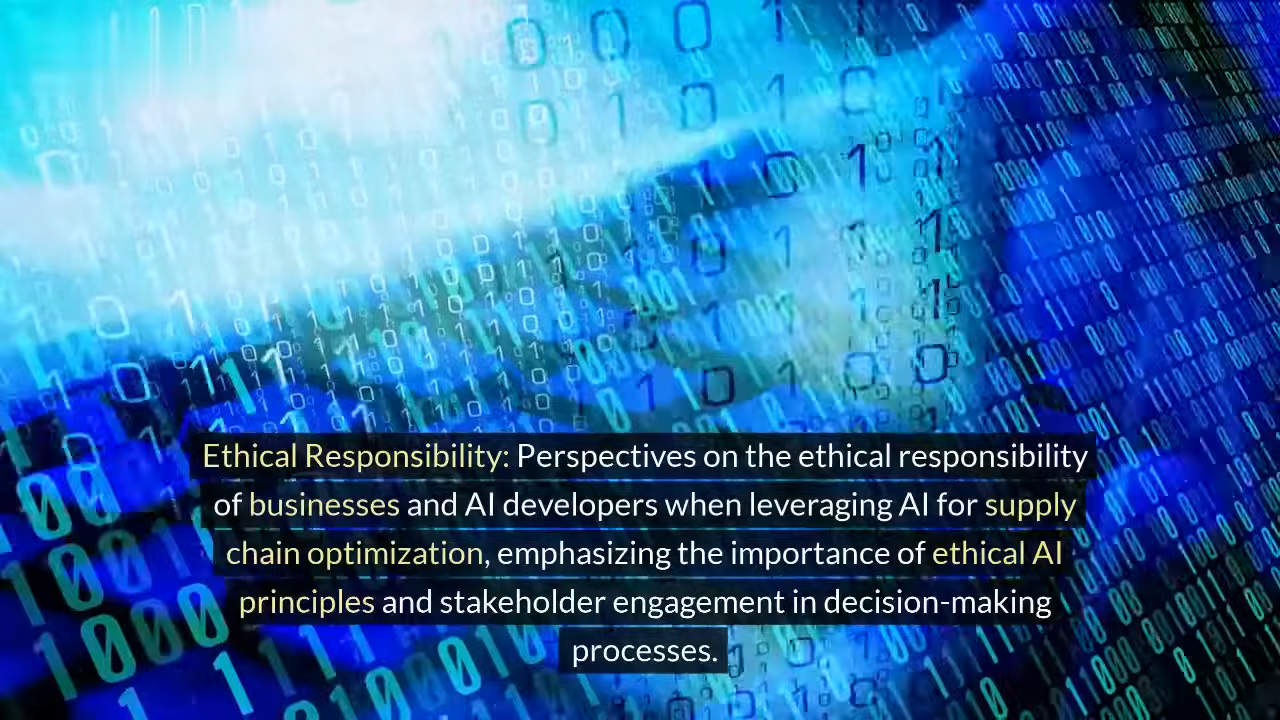 Ethical Responsibility: Perspectives on the ethical responsibility
of businesses and AI developers when leveraging AI for supply
chain optimization, emphasizing the importance of ethical AI
principles and stakeholder engagement in decision-making
processes.